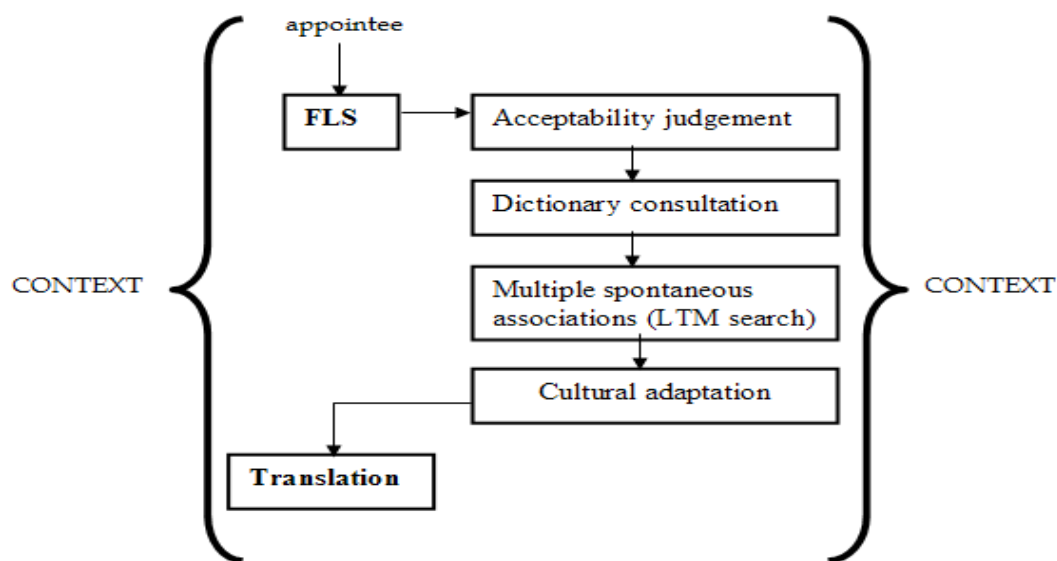 appointee
FLS
Acceptability judgement
Dictionary consultation
CONTEXT
CONTEXT
Multiple spontaneous
associations (LTM search)
Cultural adaptation
Translation